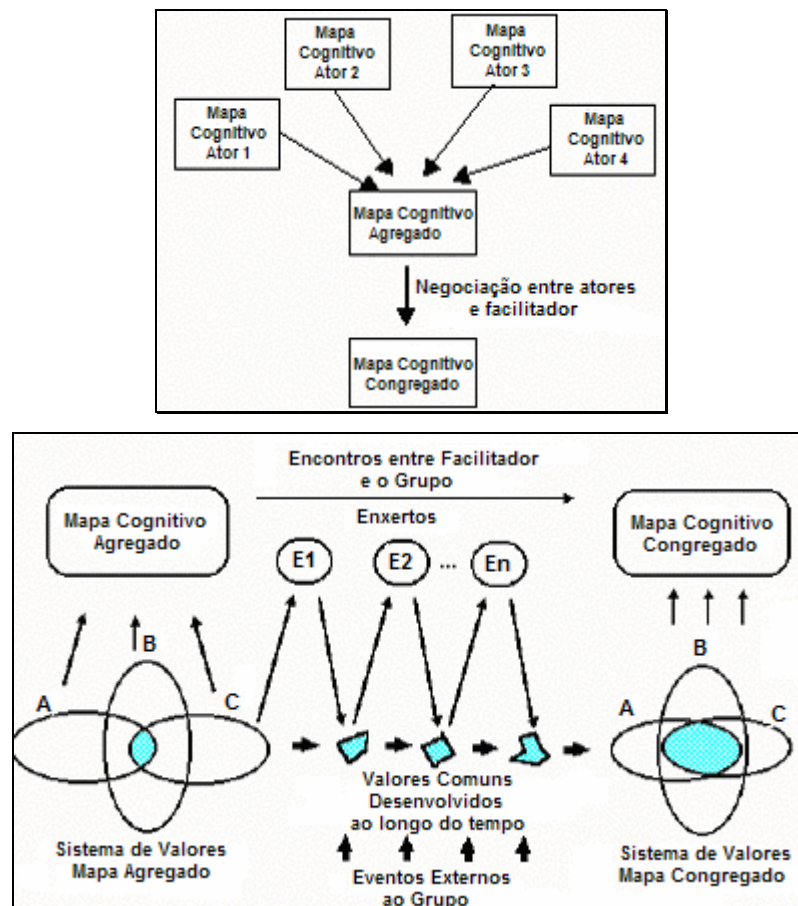 Mapa
Cognitivo
Ator 1
Mapa
Cognitivo
Ator 2
Mapa
Cognitivo
Ator 3
Mapa
Cognitivo
Ator 4
Mapa Cognitivo
Agregado
Negociação entre atores
e facilitador
Mapa Cognitivo
Congregado
Encontros entre Facilitador
e o Grupo
Enxertos
Mapa Cognitivo
Agregado
E1
E2
...
En
Mapa Cognitivo
Congregado
A
B
C
Sistema de Valores
Mapa Agregado
Valores Comuns
Desenvolvidos
ao longo do tempo
Eventos Externos
ao Grupo
A
B
C
Sistema de Valores
Mapa Congregado